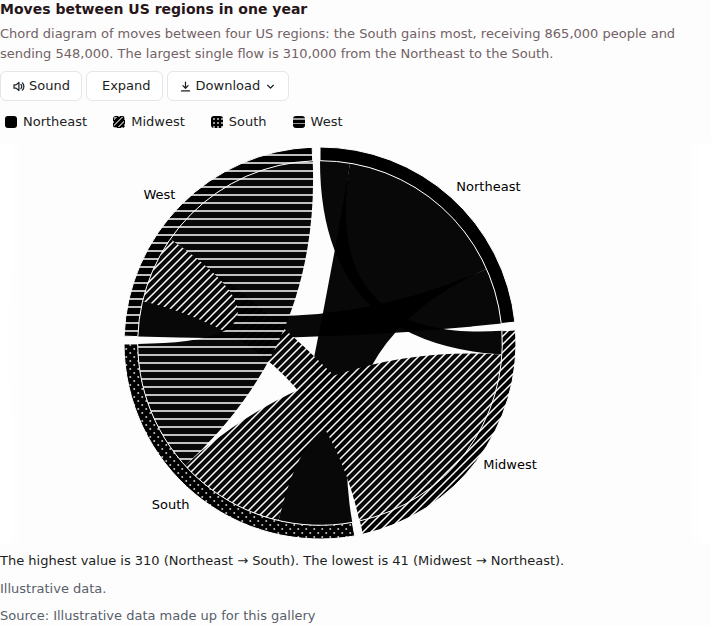 Moves between US regions in one year
Chord diagram of moves between four US regions: the South gains most, receiving 865,000 people and
sending 548,000. The largest single flow is 310,000 from the Northeast to the South.
Sound Expand Download
Northeast Midwest South West
West
Northeast
Midwest
South
The highest value is 310 (Northeast → South). The lowest is 41 (Midwest → Northeast).
Illustrative data.
Source: Illustrative data made up for this gallery